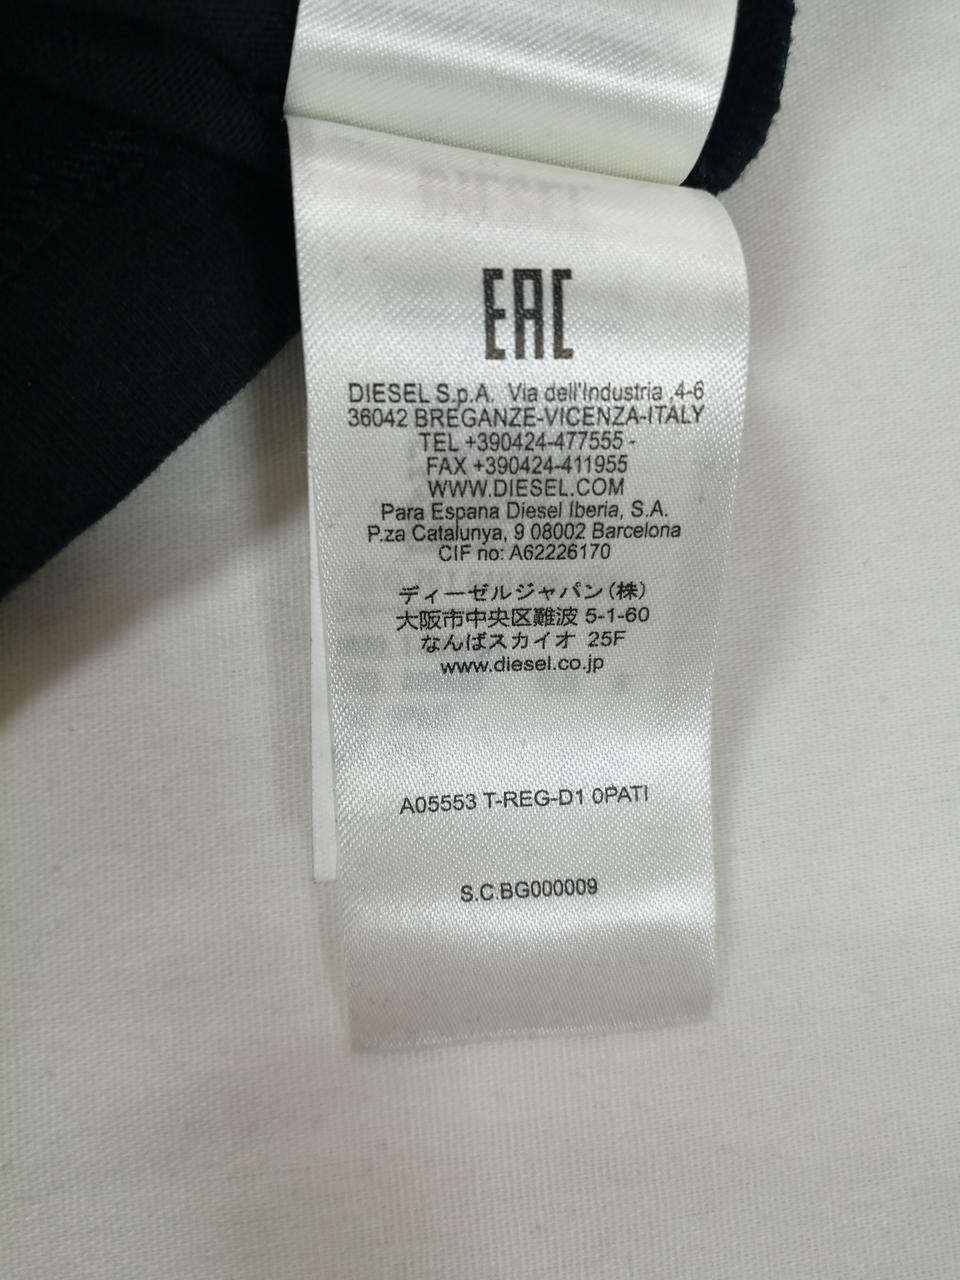 EAC
DIESEL S.p.A. Via dell'Industria ,4-6
36042 BREGANZE-VICENZA-ITALY
TEL +390424-477555 -
FAX +390424-411955
WWW.DIESEL.COM
Para Espana Diesel Iberia, S.A.
P.za Catalunya, 9 08002 Barcelona
CIF no: A62226170
ディーゼルジャパン(株)
大阪市中央区難波 5-1-60
なんばスカイオ 25F
www.diesel.co.jp
A05553 T-REG-D1 0PATI
S.C.BG000009